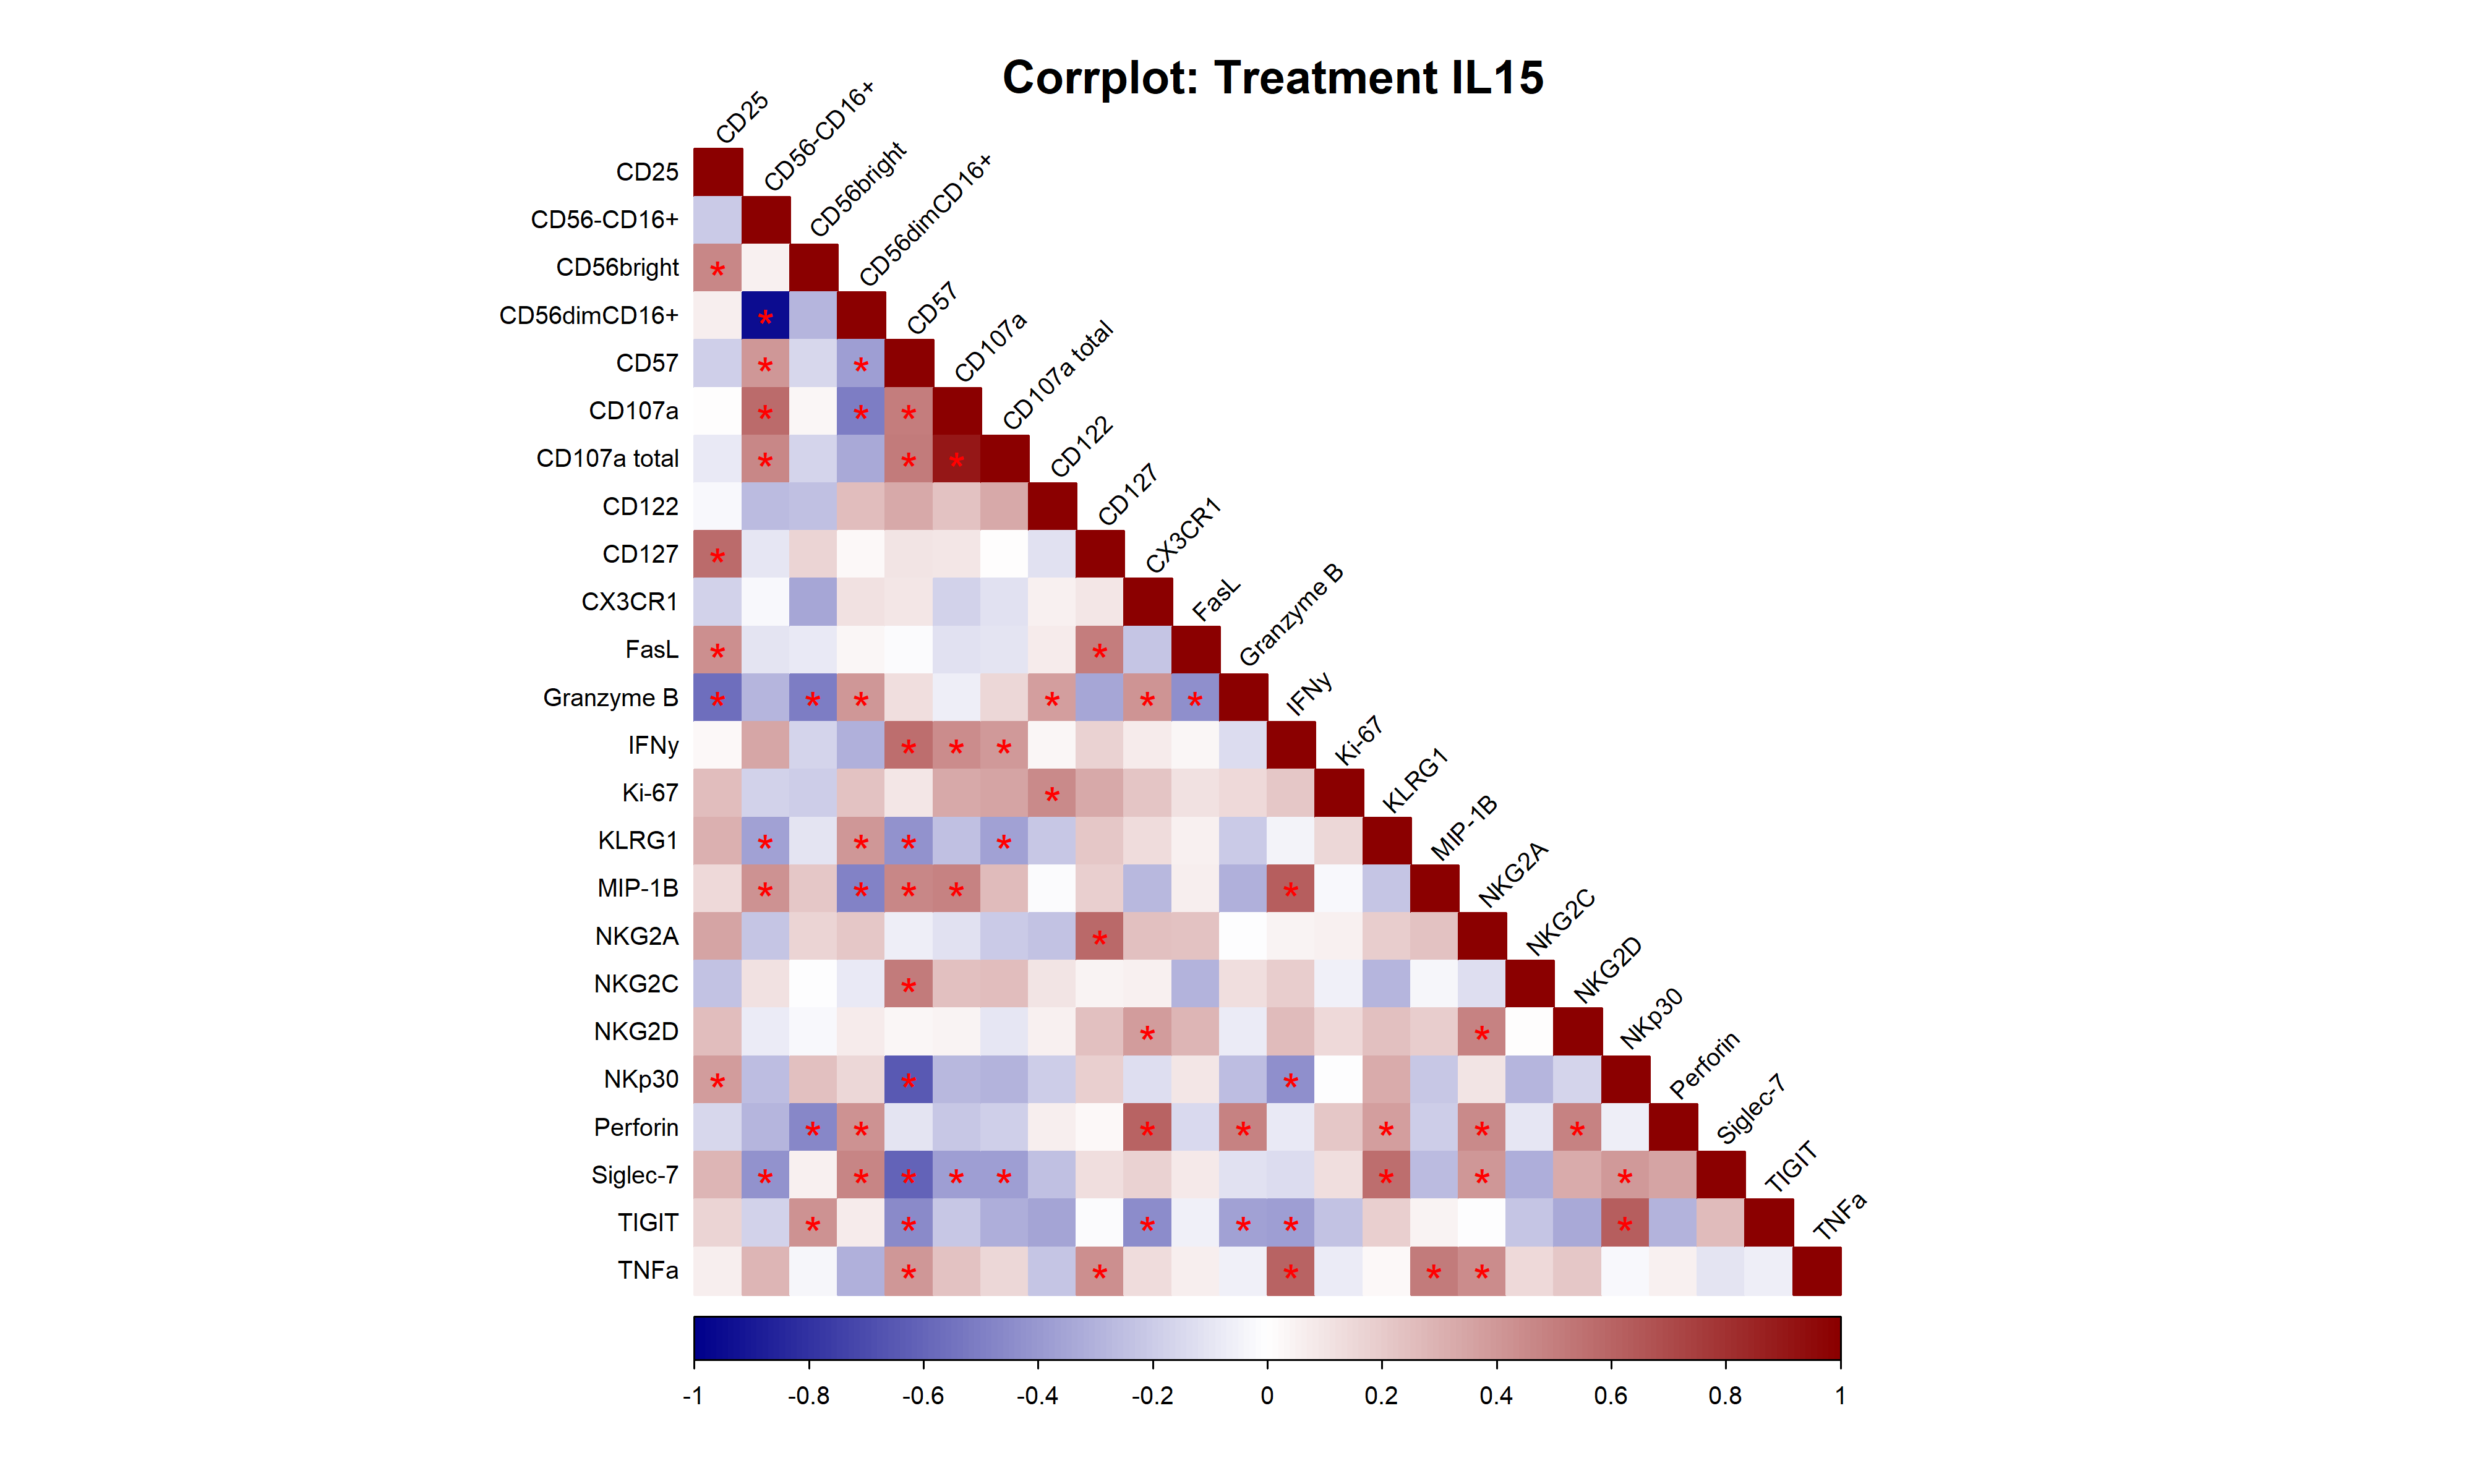 Corrplot: Treatment IL15
CD25
CD56-CD16+
CD56bright
CD56dimCD16+
CD57
CD107a
CD107a total
CD122
CD127
CX3CR1
FasL
Granzyme B
IFNy
Ki-67
KLRG1
MIP-1B
NKG2A
NKG2C
NKG2D
NKp30
Perforin
Siglec-7
TIGIT
TNFa
CD25
CD56-CD16+
CD56bright
CD56dimCD16+
CD57
CD107a
CD107a total
CD122
CD127
CX3CR1
FasL
Granzyme B
IFNy
Ki-67
KLRG1
MIP-1B
NKG2A
NKG2C
NKG2D
NKp30
Perforin
Siglec-7
TIGIT
TNFa
-1 -0.8 -0.6 -0.4 -0.2 0 0.2 0.4 0.6 0.8 1